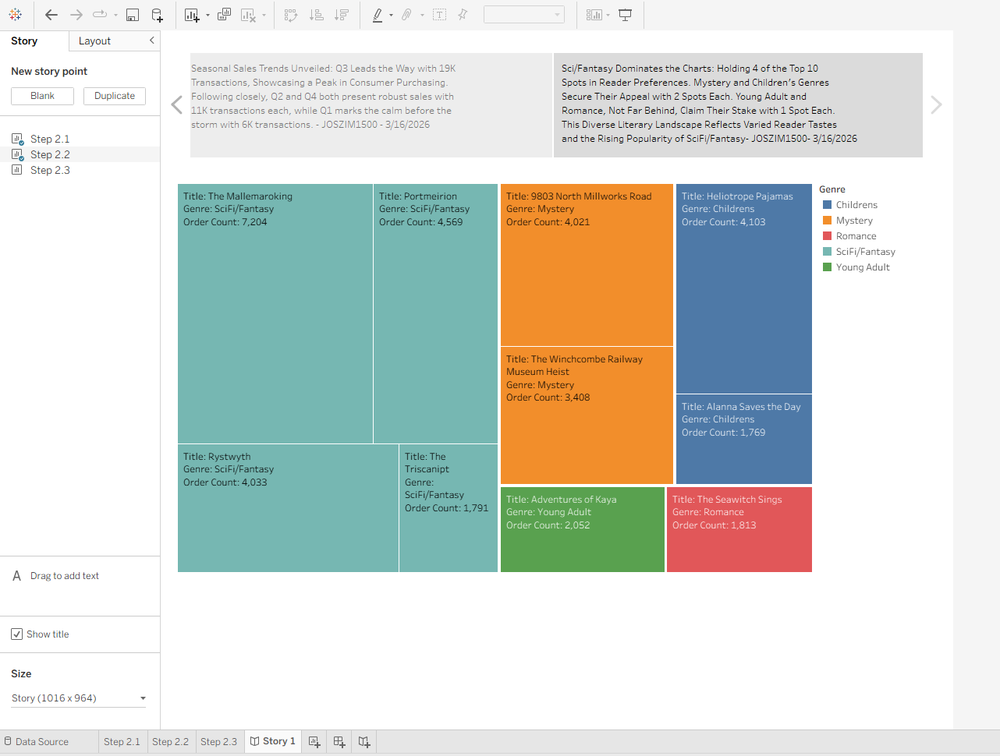 Story
Layout
New story point
Blank
Duplicate
Step 2.1
Step 2.2
Step 2.3
A Drag to add text
Show title
Size
Story (1016 x 964)
Seasonal Sales Trends Unveiled: Q3 Leads the Way with 19K
Transactions, Showcasing a Peak in Consumer Purchasing.
Following closely, Q2 and Q4 both present robust sales with
11K transactions each, while Q1 marks the calm before the
storm with 6K transactions. - JOSZIM1500 - 3/16/2026
Sci/Fantasy Dominates the Charts: Holding 4 of the Top 10
Spots in Reader Preferences. Mystery and Children's Genres
Secure Their Appeal with 2 Spots Each. Young Adult and
Romance, Not Far Behind, Claim Their Stake with 1 Spot Each.
This Diverse Literary Landscape Reflects Varied Reader Tastes
and the Rising Popularity of SciFi/Fantasy- JOSZIM1500- 3/16/2026
Title: The Mallemaroking
Genre: SciFi/Fantasy
Order Count: 7,204
Title: Portmeirion
Genre: SciFi/Fantasy
Order Count: 4,569
Title: 9803 North Millworks Road
Genre: Mystery
Order Count: 4,021
Title: Heliotrope Pajamas
Genre: Childrens
Order Count: 4,103
Title: The Winchcombe Railway
Museum Heist
Genre: Mystery
Order Count: 3,408
Title: Alanna Saves the Day
Genre: Childrens
Order Count: 1,769
Title: Rystwyth
Genre: SciFi/Fantasy
Order Count: 4,033
Title: The
Triscanipt
Genre:
SciFi/Fantasy
Order Count: 1,791
Title: Adventures of Kaya
Genre: Young Adult
Order Count: 2,052
Title: The Seawitch Sings
Genre: Romance
Order Count: 1,813
Genre
Childrens
Mystery
Romance
SciFi/Fantasy
Young Adult
Data Source
Step 2.1
Step 2.2
Step 2.3
Story 1